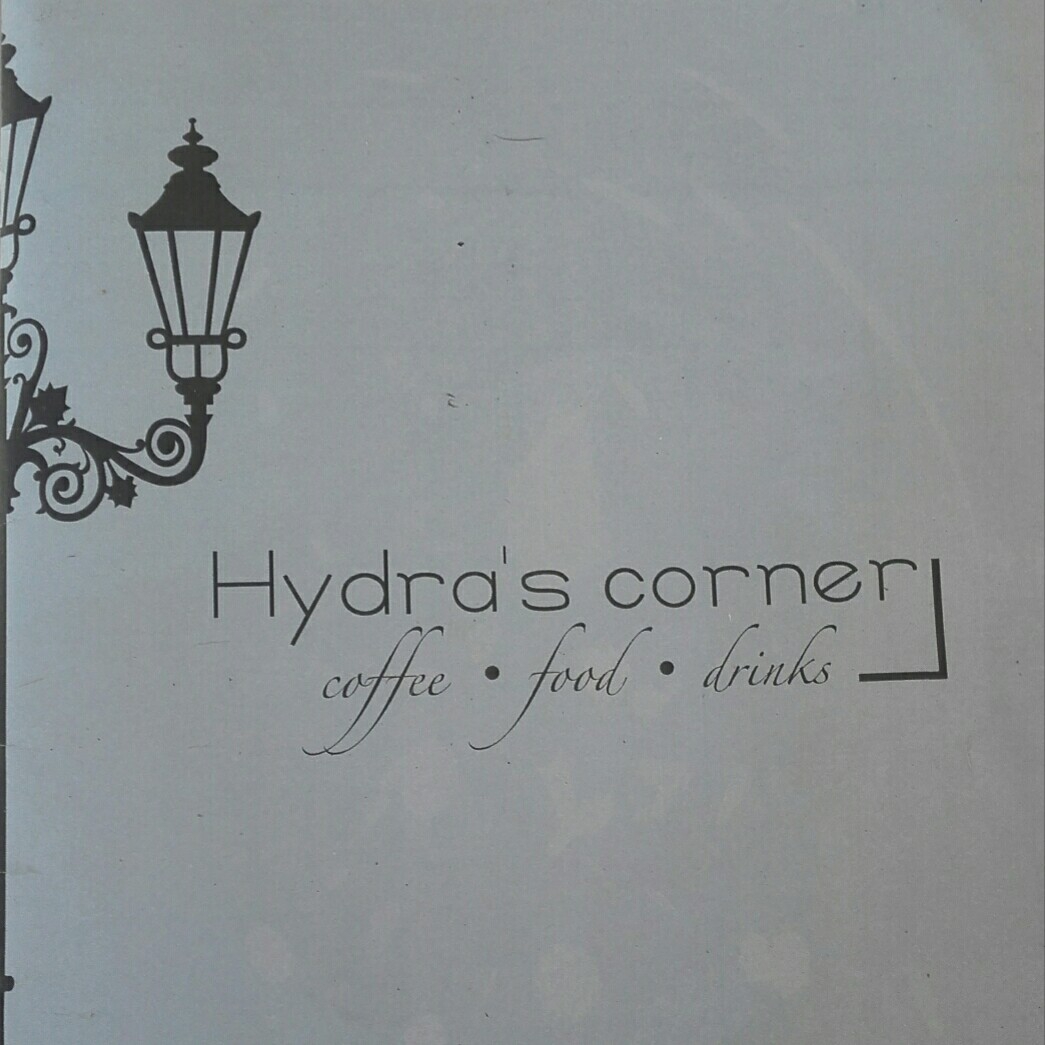 Hydra's corner
coffee • food • drinks